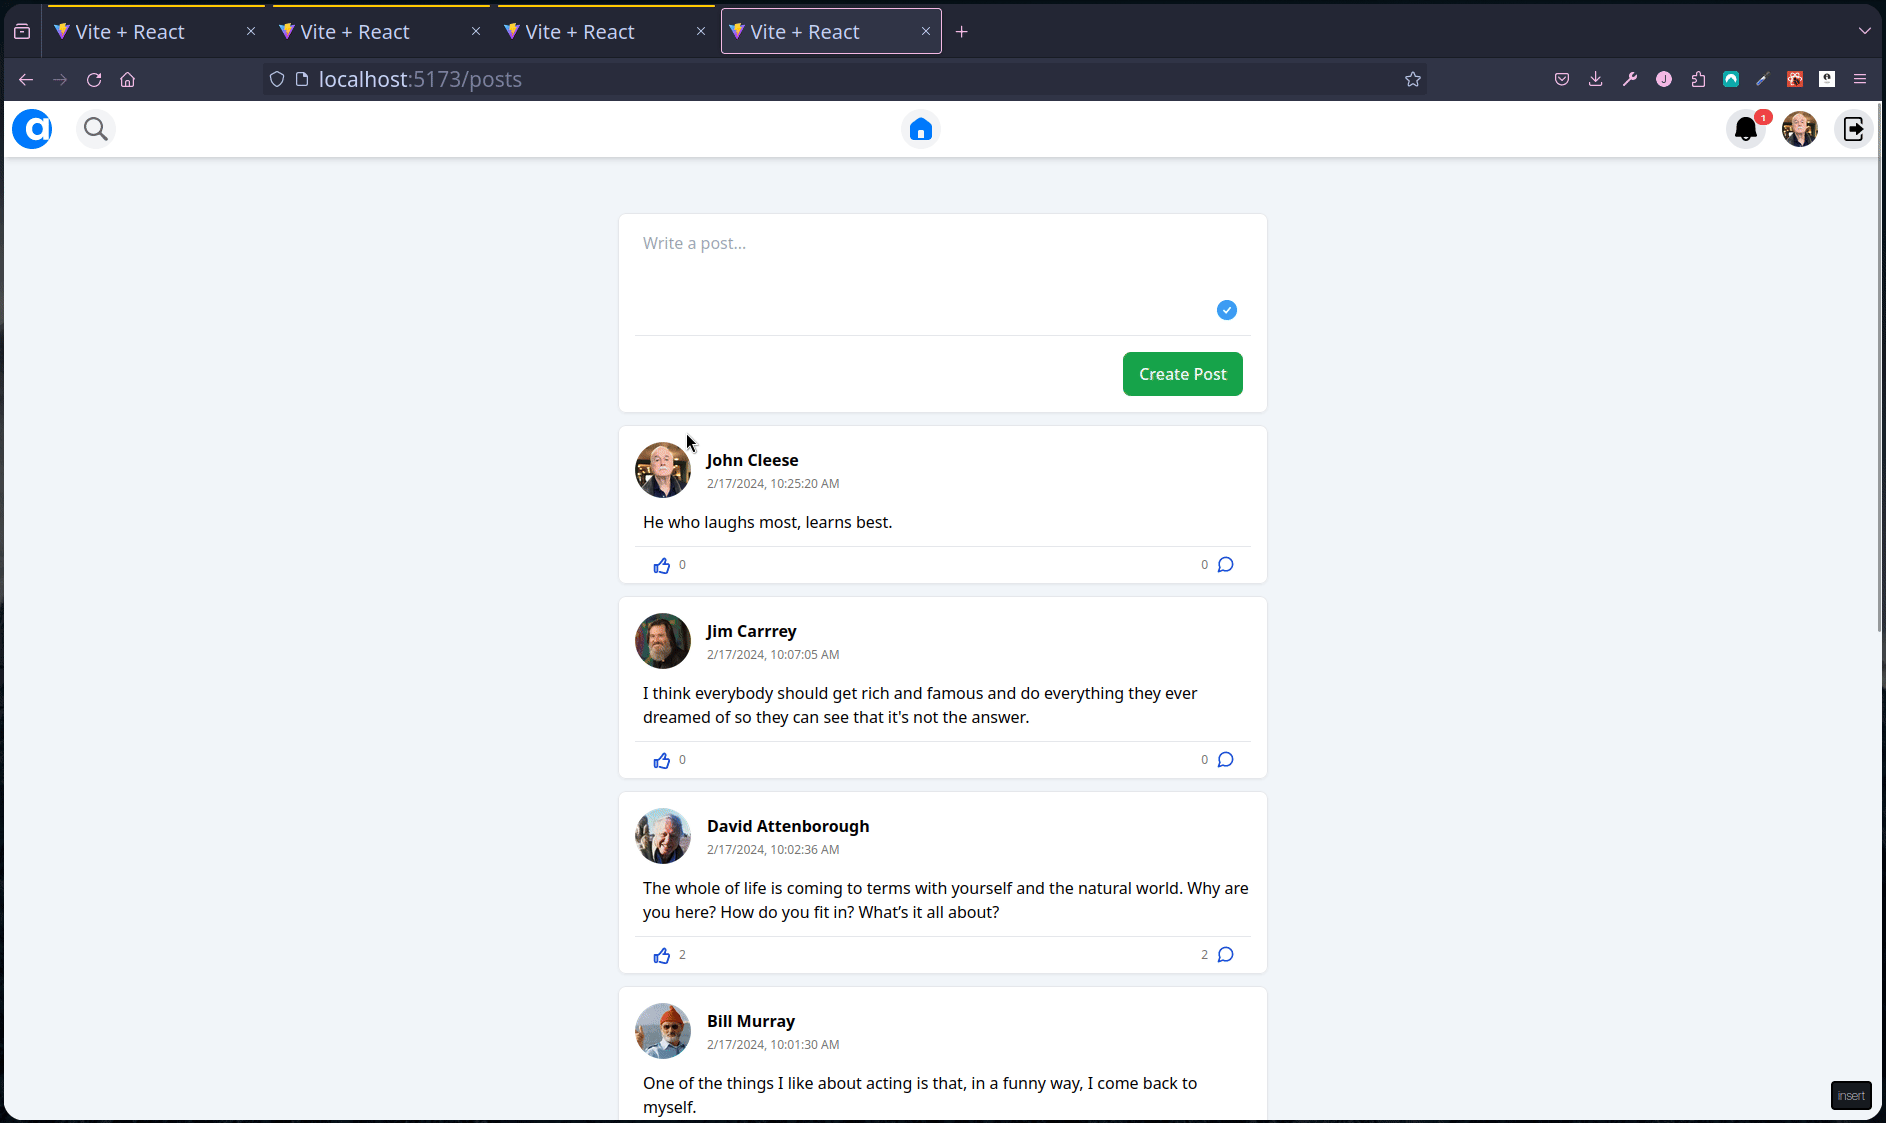 Vite + React
Vite + React
Vite + React
Vite + React
localhost:5173/posts
1
Write a post...
Create Post
John Cleese
2/17/2024, 10:25:20 AM
He who laughs most, learns best.
0
0
Jim Carrrey
2/17/2024, 10:07:05 AM
I think everybody should get rich and famous and do everything they ever
dreamed of so they can see that it's not the answer.
0
0
David Attenborough
2/17/2024, 10:02:36 AM
The whole of life is coming to terms with yourself and the natural world. Why are
you here? How do you fit in? What’s it all about?
2
2
Bill Murray
2/17/2024, 10:01:30 AM
One of the things I like about acting is that, in a funny way, I come back to
myself.
insert